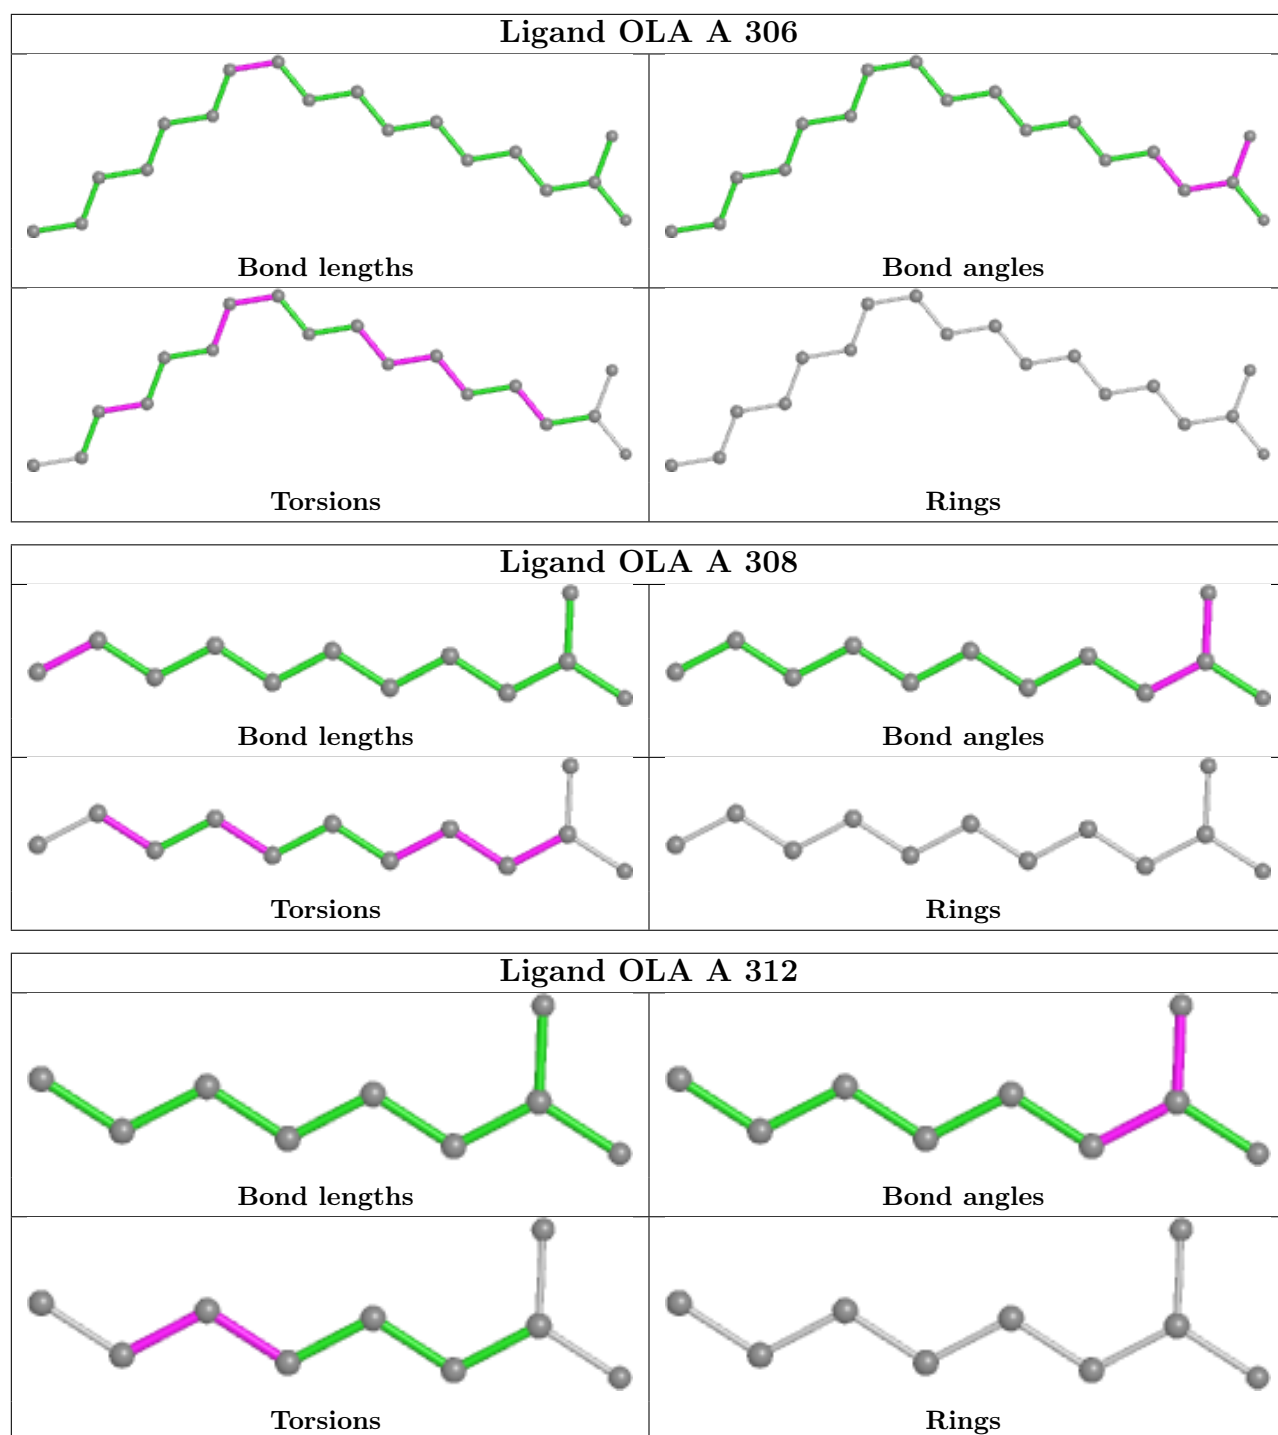 Ligand OLA A 306
Bond lengths
Bond angles
Torsions
Rings
Ligand OLA A 308
Bond lengths
Bond angles
Torsions
Rings
Ligand OLA A 312
Bond lengths
Bond angles
Torsions
Rings